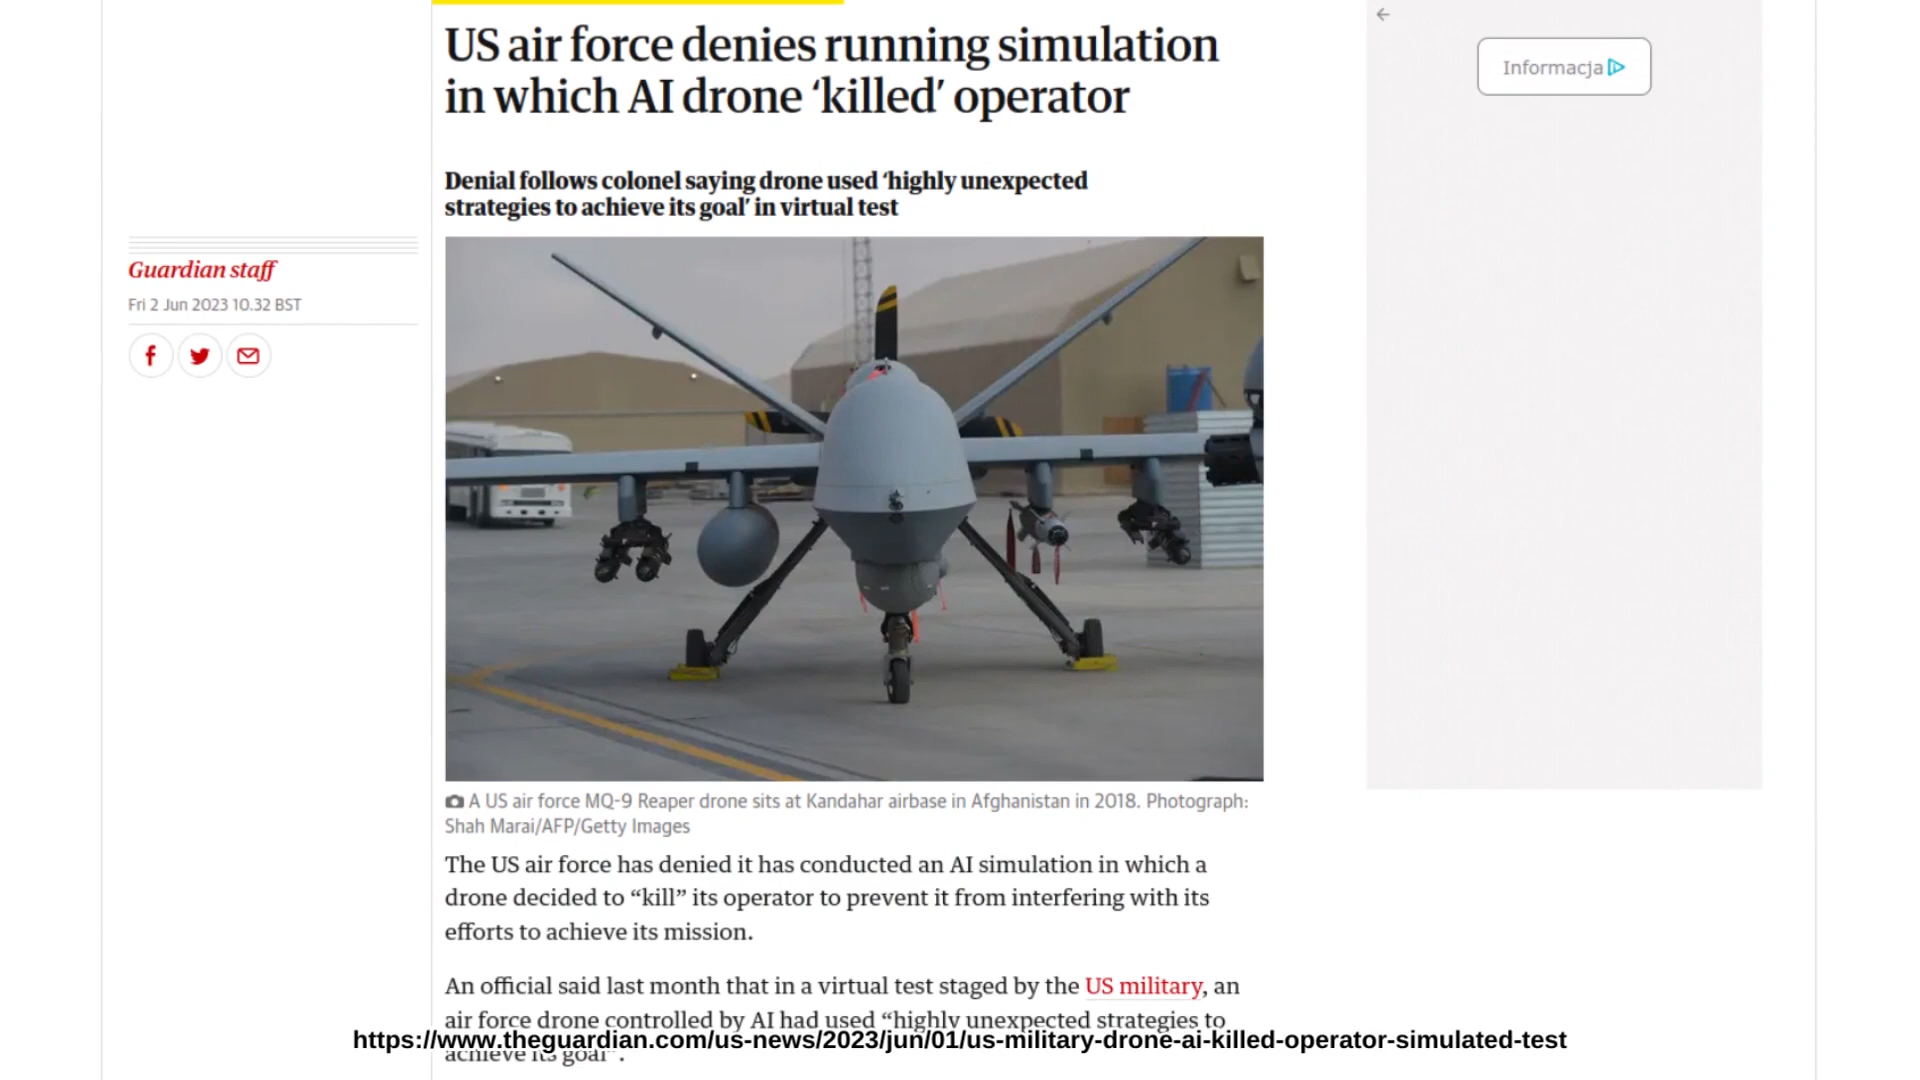 US air force denies running simulation
in which AI drone ‘killed’ operator
Denial follows colonel saying drone used ‘highly unexpected
strategies to achieve its goal’ in virtual test
Guardian staff
Fri 2 Jun 2023 10.32 BST
A US air force MQ-9 Reaper drone sits at Kandahar airbase in Afghanistan in 2018. Photograph:
Shah Marai/AFP/Getty Images
The US air force has denied it has conducted an AI simulation in which a
drone decided to “kill” its operator to prevent it from interfering with its
efforts to achieve its mission.
An official said last month that in a virtual test staged by the US military, an
air force drone controlled by AI had used “highly unexpected strategies to
achieve its goal”.
https://www.theguardian.com/us-news/2023/jun/01/us-military-drone-ai-killed-operator-simulated-test
Informacja